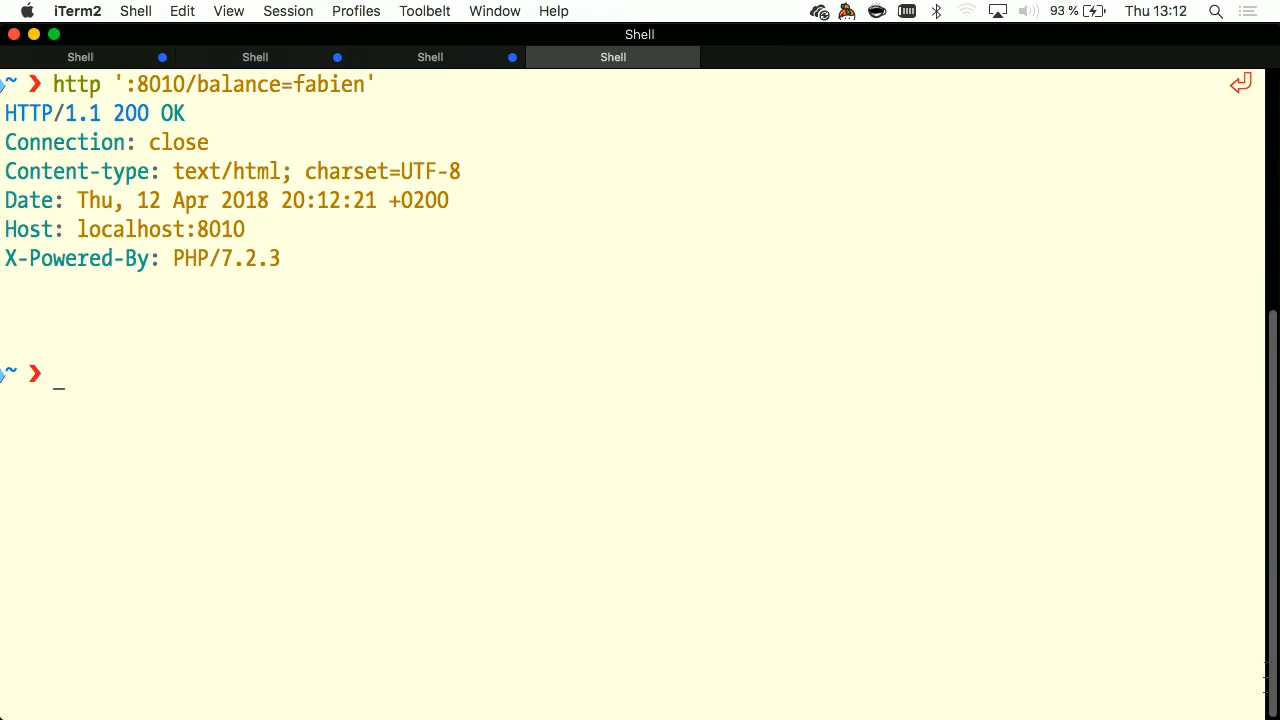 iTerm2 Shell Edit View Session Profiles Toolbelt Window Help 93 % Thu 13:12
Shell
Shell Shell Shell Shell
~ ❯ http ':8010/balance=fabien'
HTTP/1.1 200 OK
Connection: close
Content-type: text/html; charset=UTF-8
Date: Thu, 12 Apr 2018 20:12:21 +0200
Host: localhost:8010
X-Powered-By: PHP/7.2.3
~ ❯ _